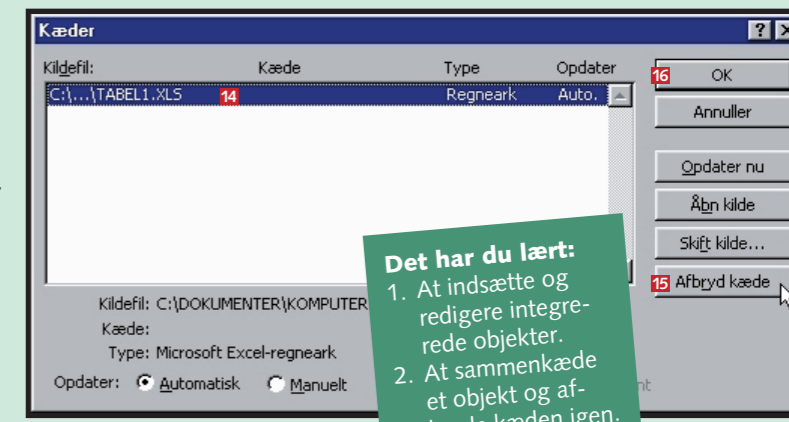 Kæder
Kildefil: Kæde Type Opdater
C:\...\TABEL1.XLS 14 Regneark Auto.
16 OK
Annuller
Opdater nu
Åbn kilde
Skift kilde...
15 Afbryd kæde
Kildefil: C:\DOKUMENTER\KOMPUTER
Kæde:
Type: Microsoft Excel-regneark
Opdater: Automatisk Manuelt
Det har du lært:
1. At indsætte og
redigere integre-
rede objekter.
2. At sammenkæde
et objekt og af-
kæden igen.